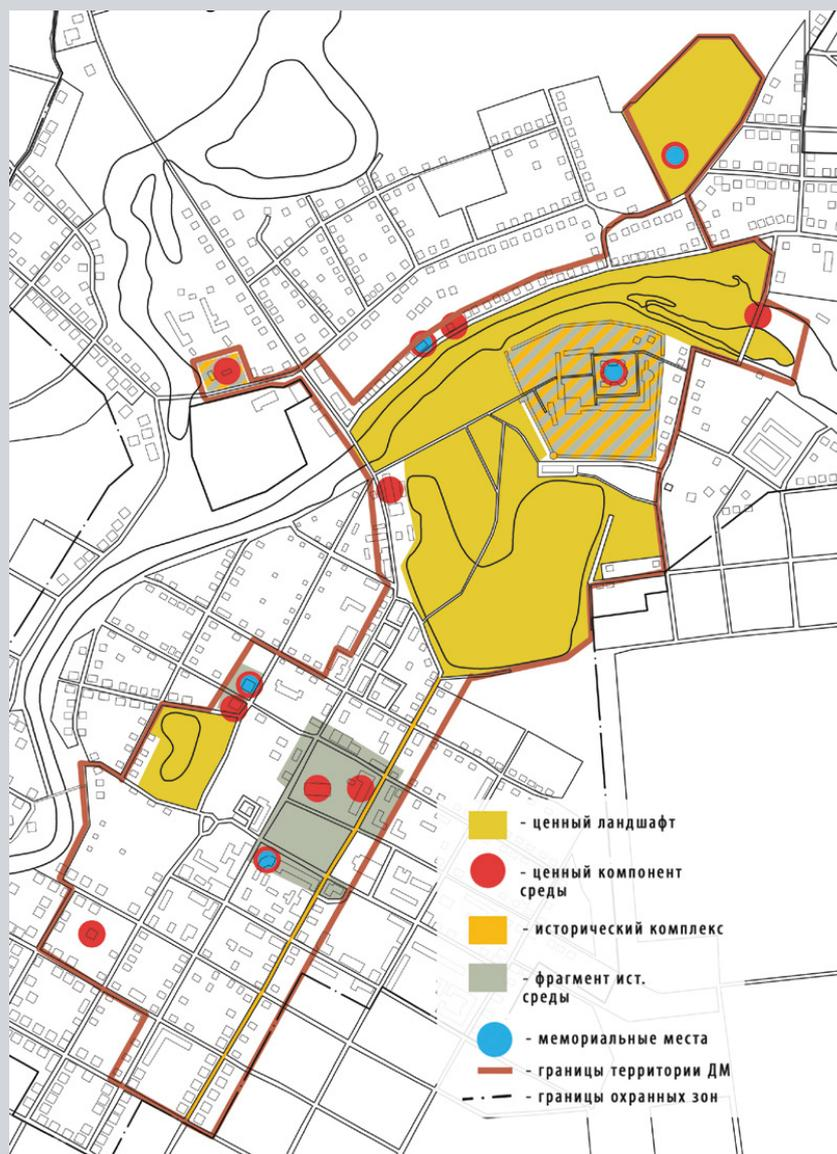 - ценный ландшафт
- ценный компонент
среды
- исторический комплекс
- фрагмент ист.
среды
- мемориальные места
- границы территории ДМ
- границы охранных зон